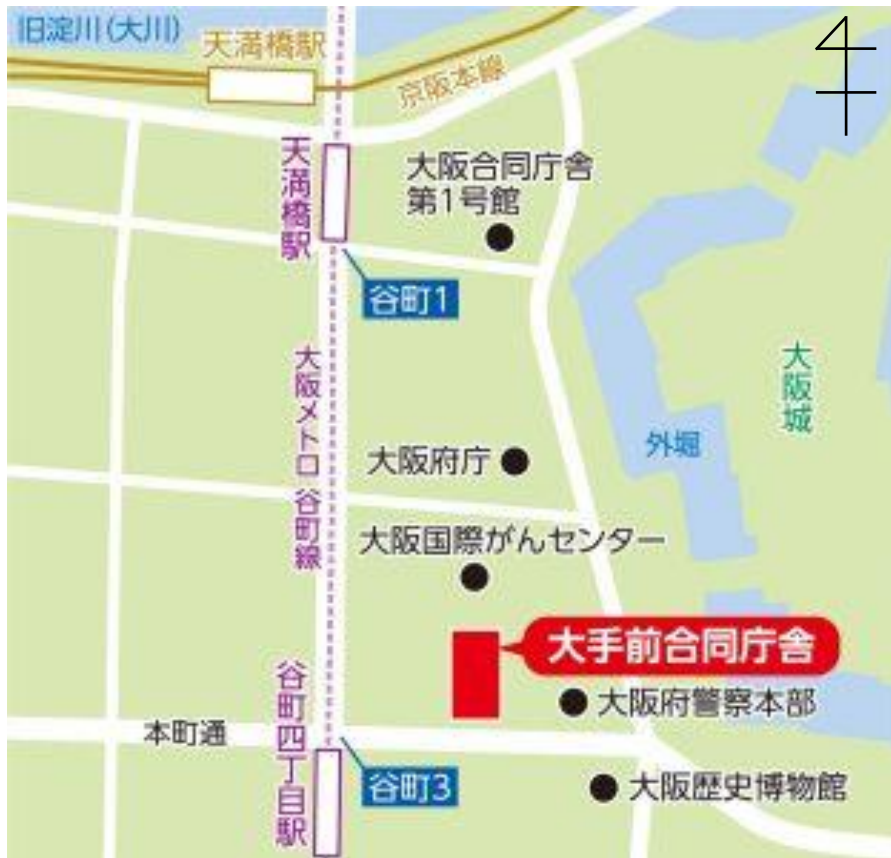 旧淀川(大川)
天満橋駅
京阪本線
天満橋駅
大阪合同庁舎
第1号館
谷町1
大阪メトロ 谷町線
大阪城
外堀
大阪府庁
大阪国際がんセンター
大手前合同庁舎
谷町四丁目駅
大阪府警察本部
本町通
谷町3
大阪歴史博物館